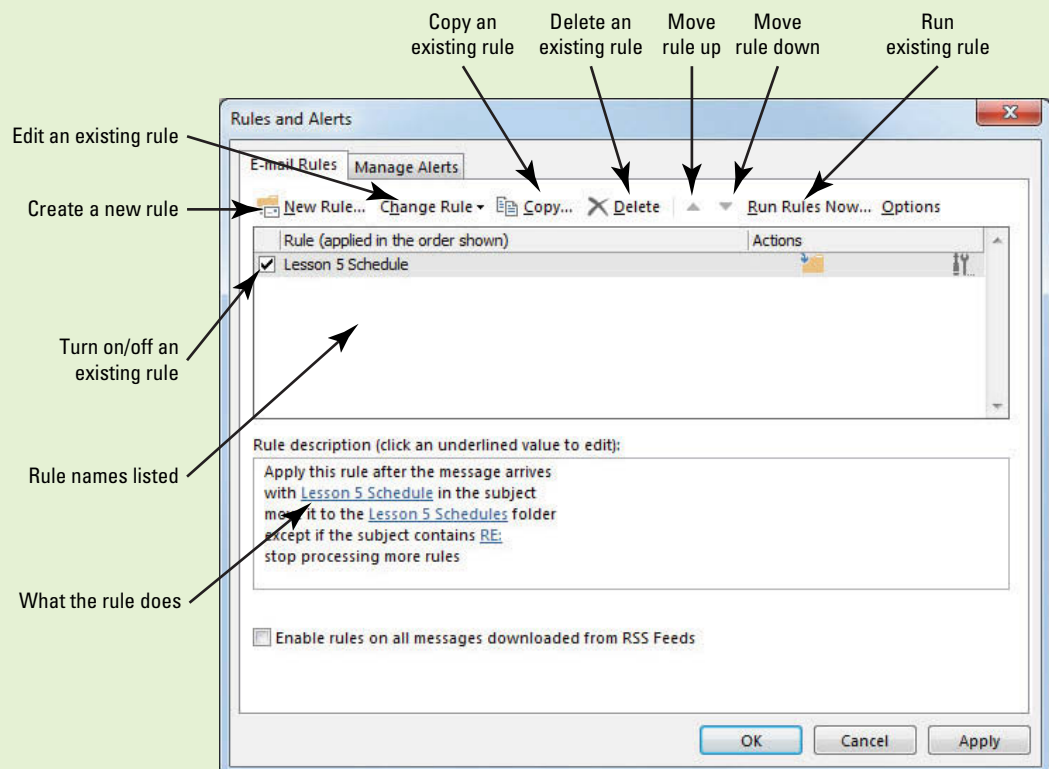 Copy an
existing rule
Delete an
existing rule
Move
rule up
Move
rule down
Run
existing rule
Rules and Alerts
Edit an existing rule
E-mail Rules
Manage Alerts
Create a new rule
New Rule... Change Rule Copy... Delete Run Rules Now... Options
Rule (applied in the order shown) Actions
Lesson 5 Schedule
Turn on/off an
existing rule
Rule names listed
Rule description (click an underlined value to edit):
Apply this rule after the message arrives
with Lesson 5 Schedule in the subject
move it to the Lesson 5 Schedules folder
except if the subject contains RE:
stop processing more rules
What the rule does
Enable rules on all messages downloaded from RSS Feeds
OK Cancel Apply